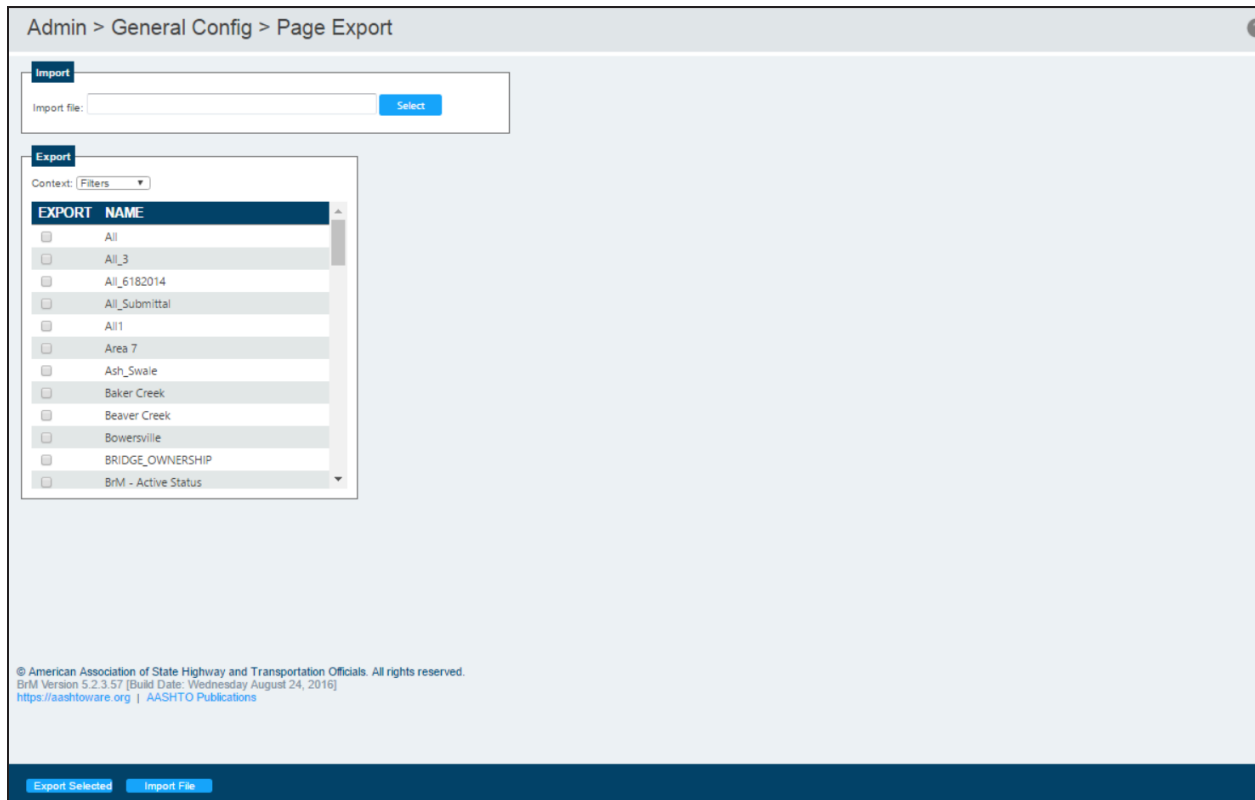 Admin > General Config > Page Export
Import
Import file:
Select
Export
Context: Filters
EXPORT NAME
All
All_3
All_6182014
All_Submittal
All1
Area 7
Ash_Swale
Baker Creek
Beaver Creek
Bowersville
BRIDGE_OWNERSHIP
BrM - Active Status
© American Association of State Highway and Transportation Officials. All rights reserved.
BrM Version 5.2.3.57 [Build Date: Wednesday August 24, 2016]
https://aashtoware.org | AASHTO Publications
Export Selected Import File